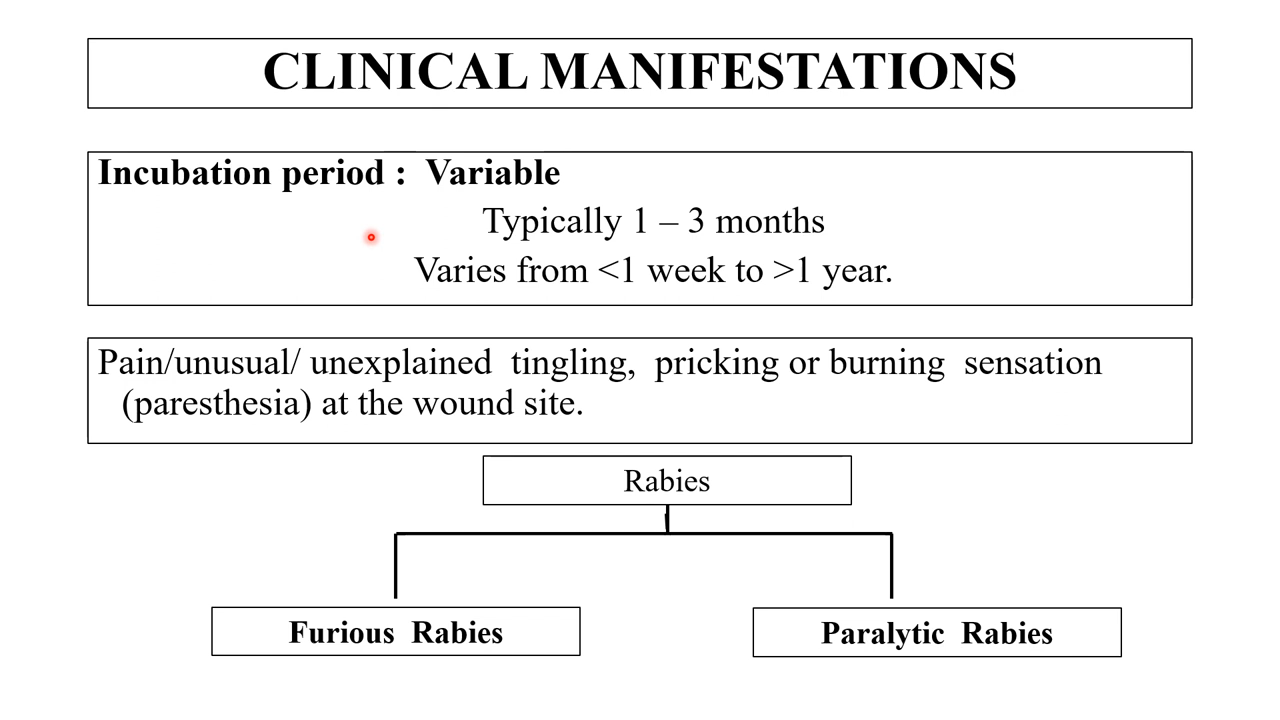 CLINICAL MANIFESTATIONS
Incubation period : Variable
Typically 1 – 3 months
Varies from <1 week to >1 year.
Pain/unusual/ unexplained tingling, pricking or burning sensation
(paresthesia) at the wound site.
Rabies
Furious Rabies
Paralytic Rabies